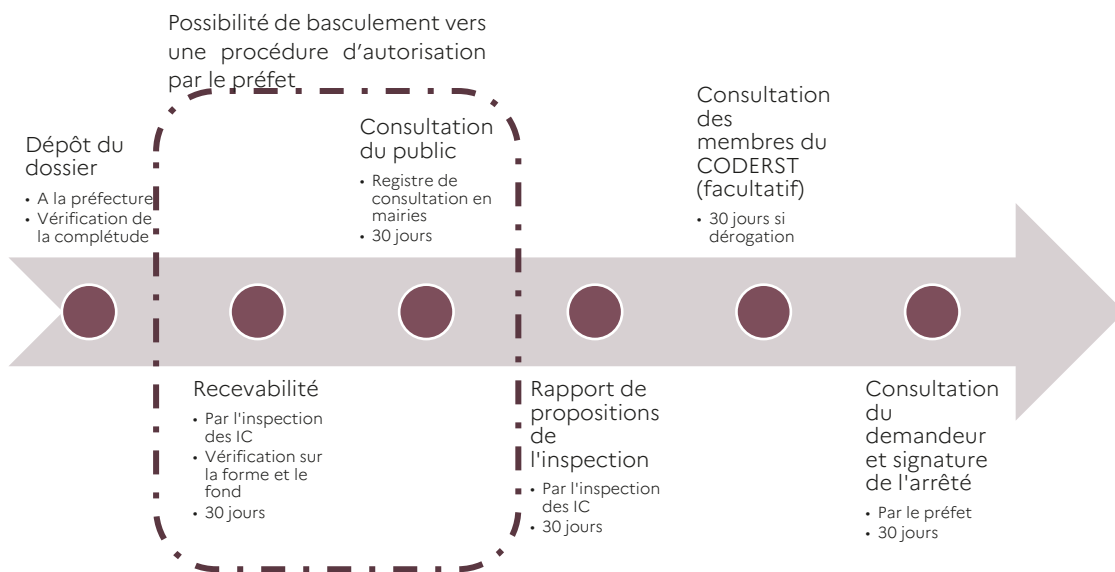 Possibilité de basculement vers
une procédure d'autorisation
par le préfet
Dépôt du
dossier
• A la préfecture
• Vérification de
la complétude
Recevabilité
• Par l'inspection
des IC
• Vérification sur
la forme et le
fond
• 30 jours
Consultation
du public
• Registre de
consultation en
mairies
• 30 jours
Rapport de
propositions
de
l'inspection
• Par l'inspection
des IC
• 30 jours
Consultation
des
membres du
CODERST
(facultatif)
• 30 jours si
dérogation
Consultation
du
demandeur
et signature
de l'arrêté
• Par le préfet
• 30 jours